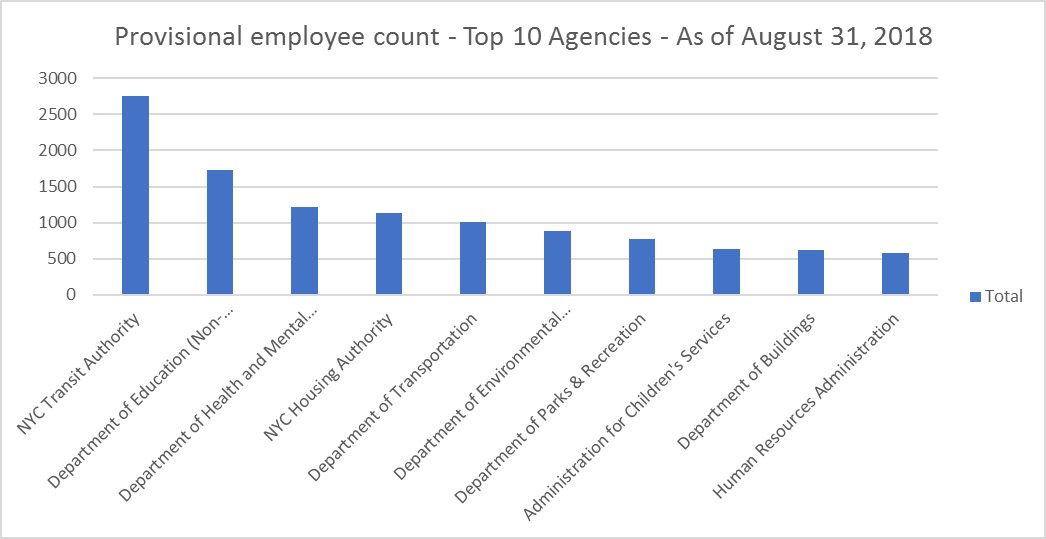 Provisional employee count - Top 10 Agencies - As of August 31, 2018
3000
2500
2000
1500
1000
500
0
NYC Transit Authority
Department of Education (Non-...
Department of Health and Mental...
NYC Housing Authority
Department of Transportation
Department of Environmental...
Department of Parks & Recreation
Administration for Children's Services
Department of Buildings
Human Resources Administration
Total